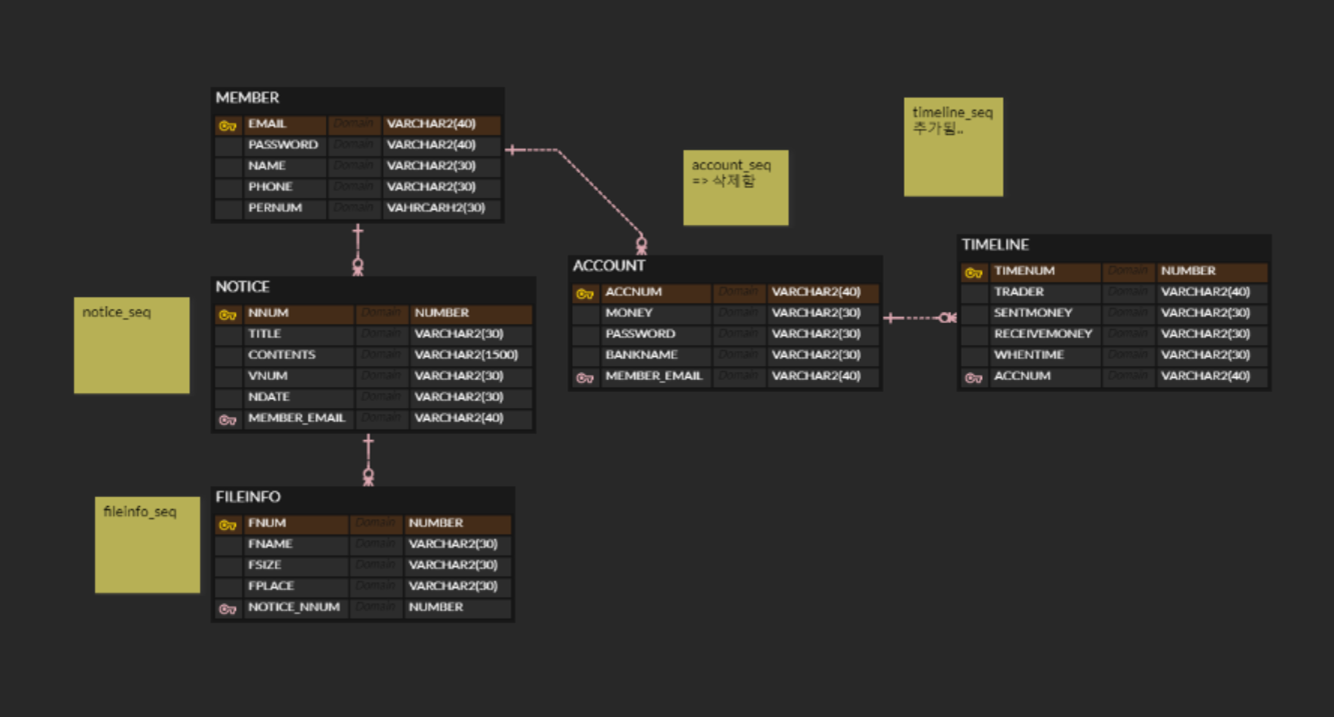 MEMBER
EMAIL Domain VARCHAR2(40)
PASSWORD Domain VARCHAR2(40)
NAME Domain VARCHAR2(30)
PHONE Domain VARCHAR2(30)
PERNUM Domain VAHRCARH2(30)
timeline_seq
추가됨..
account_seq
=> 삭제함
NOTICE
NNUM Domain NUMBER
TITLE Domain VARCHAR2(30)
CONTENTS Domain VARCHAR2(1500)
VNUM Domain VARCHAR2(30)
NDATE Domain VARCHAR2(30)
MEMBER_EMAIL Domain VARCHAR2(40)
notice_seq
ACCOUNT
ACCNUM Domain VARCHAR2(40)
MONEY Domain VARCHAR2(30)
PASSWORD Domain VARCHAR2(30)
BANKNAME Domain VARCHAR2(30)
MEMBER_EMAIL Domain VARCHAR2(40)
TIMELINE
TIMENUM Domain NUMBER
TRADER Domain VARCHAR2(40)
SENTMONEY Domain VARCHAR2(30)
RECEIVEMONEY Domain VARCHAR2(30)
WHENTIME Domain VARCHAR2(30)
ACCNUM Domain VARCHAR2(40)
FILEINFO
FNUM Domain NUMBER
FNAME Domain VARCHAR2(30)
FSIZE Domain VARCHAR2(30)
FPLACE Domain VARCHAR2(30)
NOTICE_NNUM Domain NUMBER
fileinfo_seq